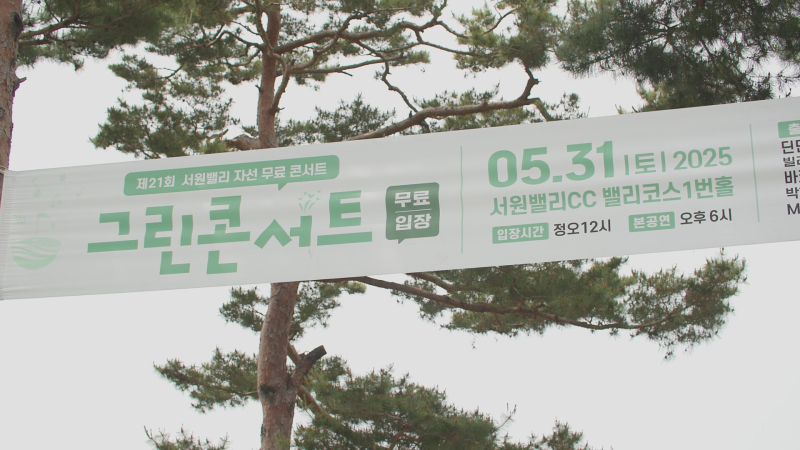 제21회 서원밸리 자선 무료 콘서트
그린콘서트
무료
입장
05.31 |토| 2025
서원밸리CC 밸리코스1번홀
입장시간 정오12시 본공연 오후 6시